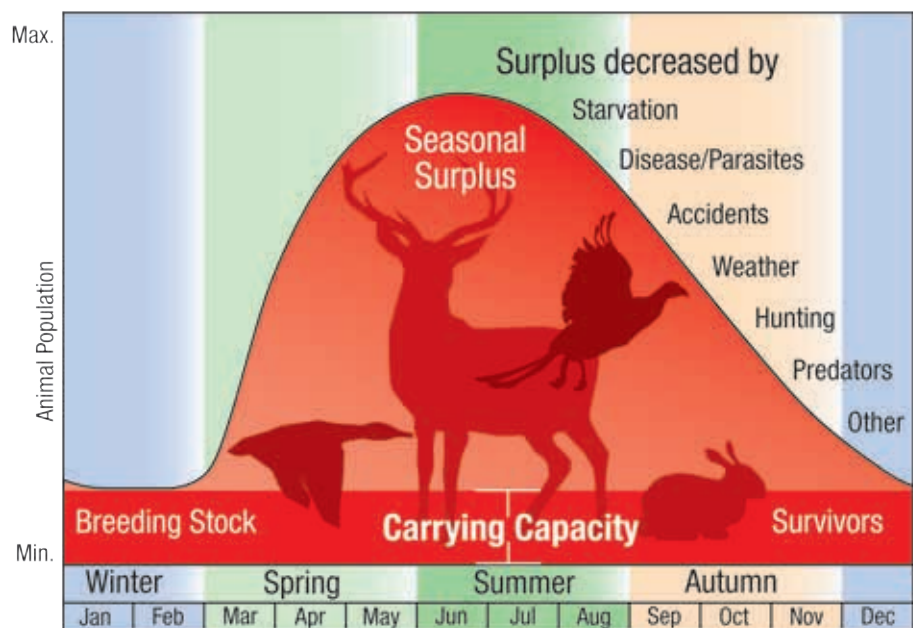 Max.
Surplus decreased by
Starvation
Seasonal
Surplus
Disease/Parasites
Accidents
Weather
Hunting
Predators
Other
Animal Population
Breeding Stock
Carrying Capacity
Survivors
Min.
Winter Spring Summer Autumn
Jan Feb Mar Apr May Jun Jul Aug Sep Oct Nov Dec